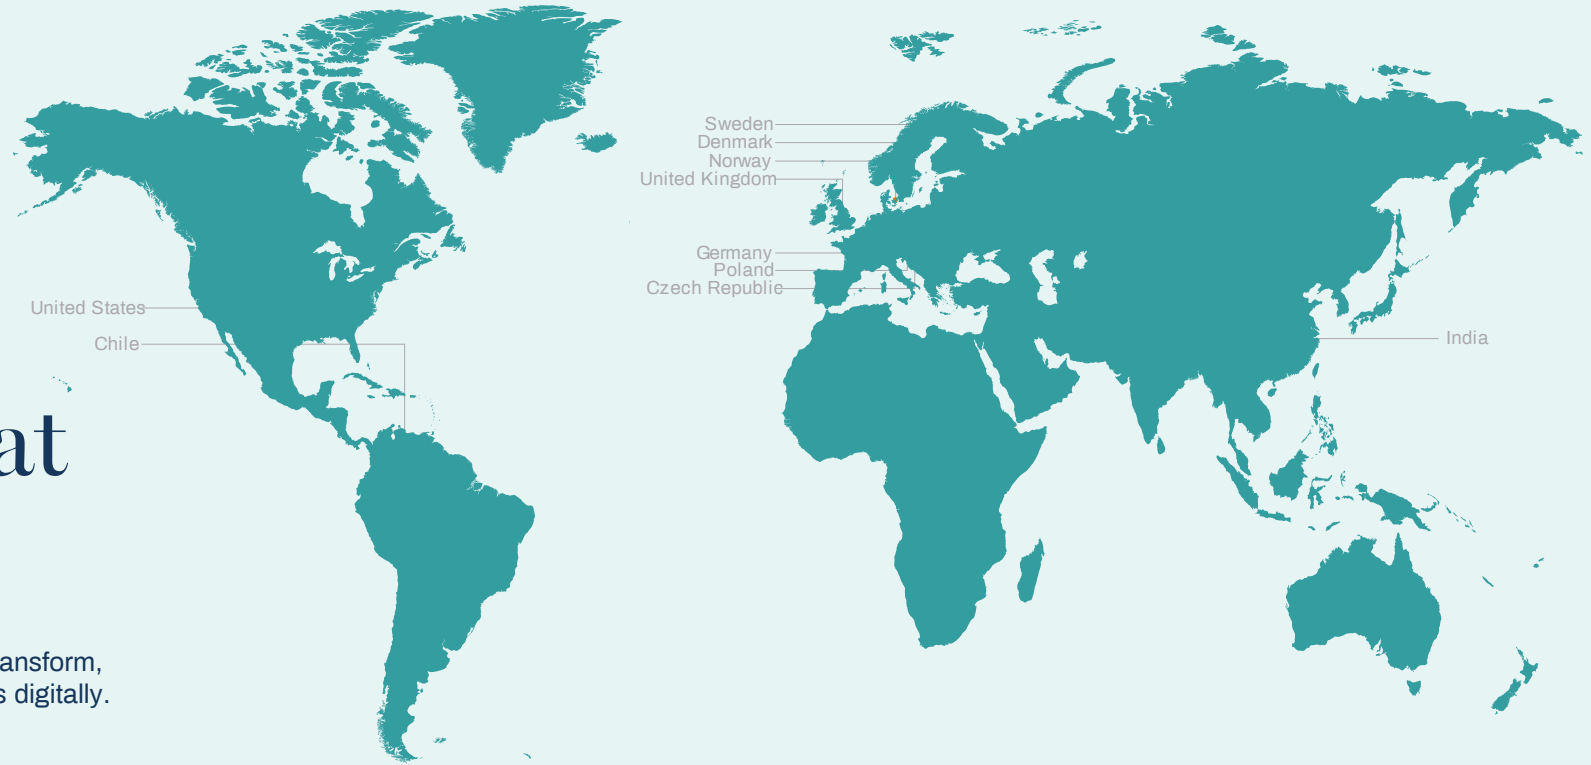 Sweden
Denmark
Norway
United Kingdom
Germany
Poland
Czech Republic
United States
Chile
India
at
ansform,
s digitally.